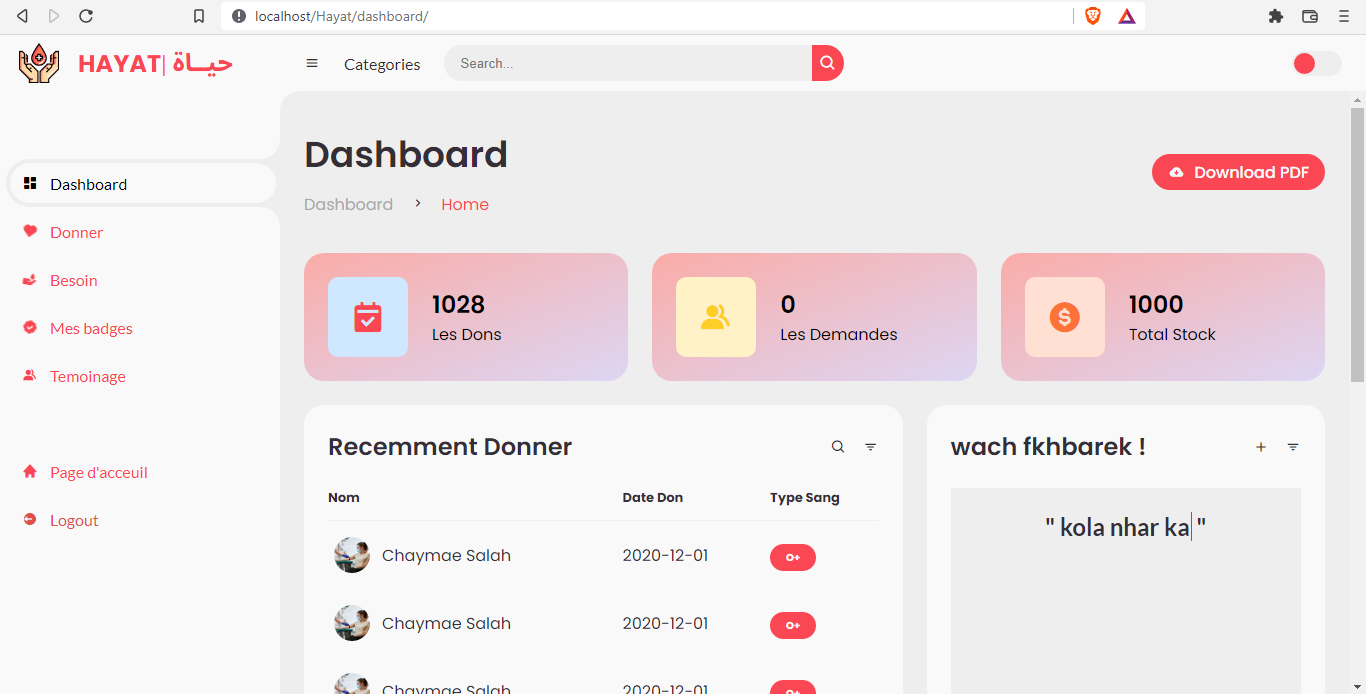 localhost/Hayat/dashboard/
HAYAT| حيــاة
Categories
Search...
Dashboard
Donner
Besoin
Mes badges
Temoinage
Page d'acceuil
Logout
Dashboard
Dashboard > Home
Download PDF
1028
Les Dons
0
Les Demandes
1000
Total Stock
Recemment Donner
Nom Date Don Type Sang
Chaymae Salah 2020-12-01 O+
Chaymae Salah 2020-12-01 O+
Chaymae Salah 2020-12-01 O+
wach fkhbarek !
" kola nhar ka "